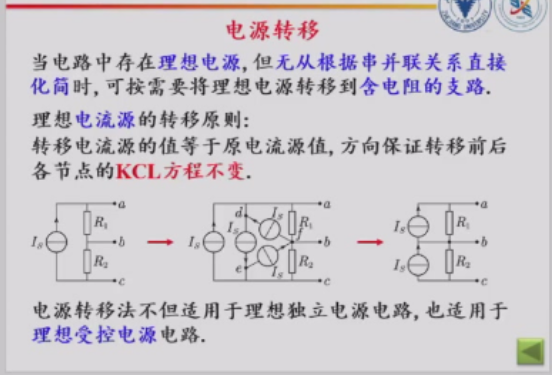 电源转移
当电路中存在理想电源, 但无从根据串并联关系直接
化简时, 可按需要将理想电源转移到含电阻的支路.
理想电流源的转移原则:
转移电流源的值等于原电流源值, 方向保证转移前后
各节点的KCL方程不变.
I_S R_1 R_2 a b c
I_S d I_S e I_S I_S f R_1 R_2 a b c
I_S I_S R_1 R_2 a b c
电源转移法不但适用于理想独立电源电路, 也适用于
理想受控电源电路.